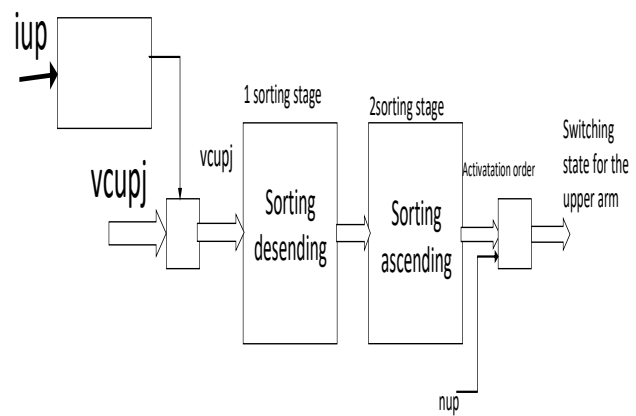 iup
1 sorting stage
2sorting stage
vcupj
vcupj
Sorting
desending
Sorting
ascending
Activatation order
Switching
state for the
upper arm
nup